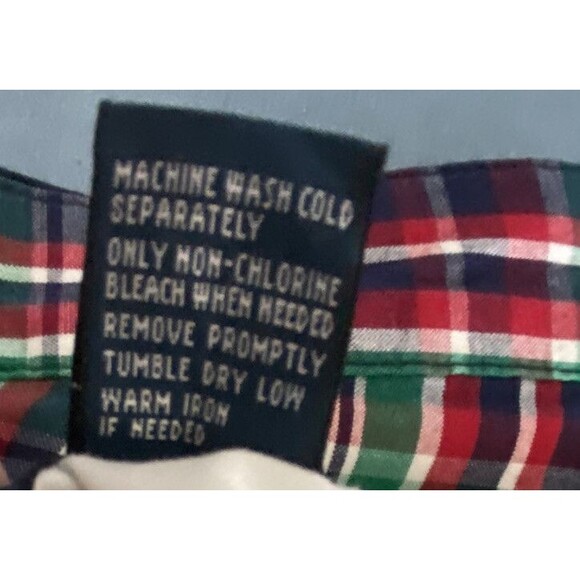 MACHINE WASH COLD
SEPARATELY
ONLY NON-CHLORINE
BLEACH WHEN NEEDED
REMOVE PROMPTLY
TUMBLE DRY LOW
WARM IRON
IF NEEDED